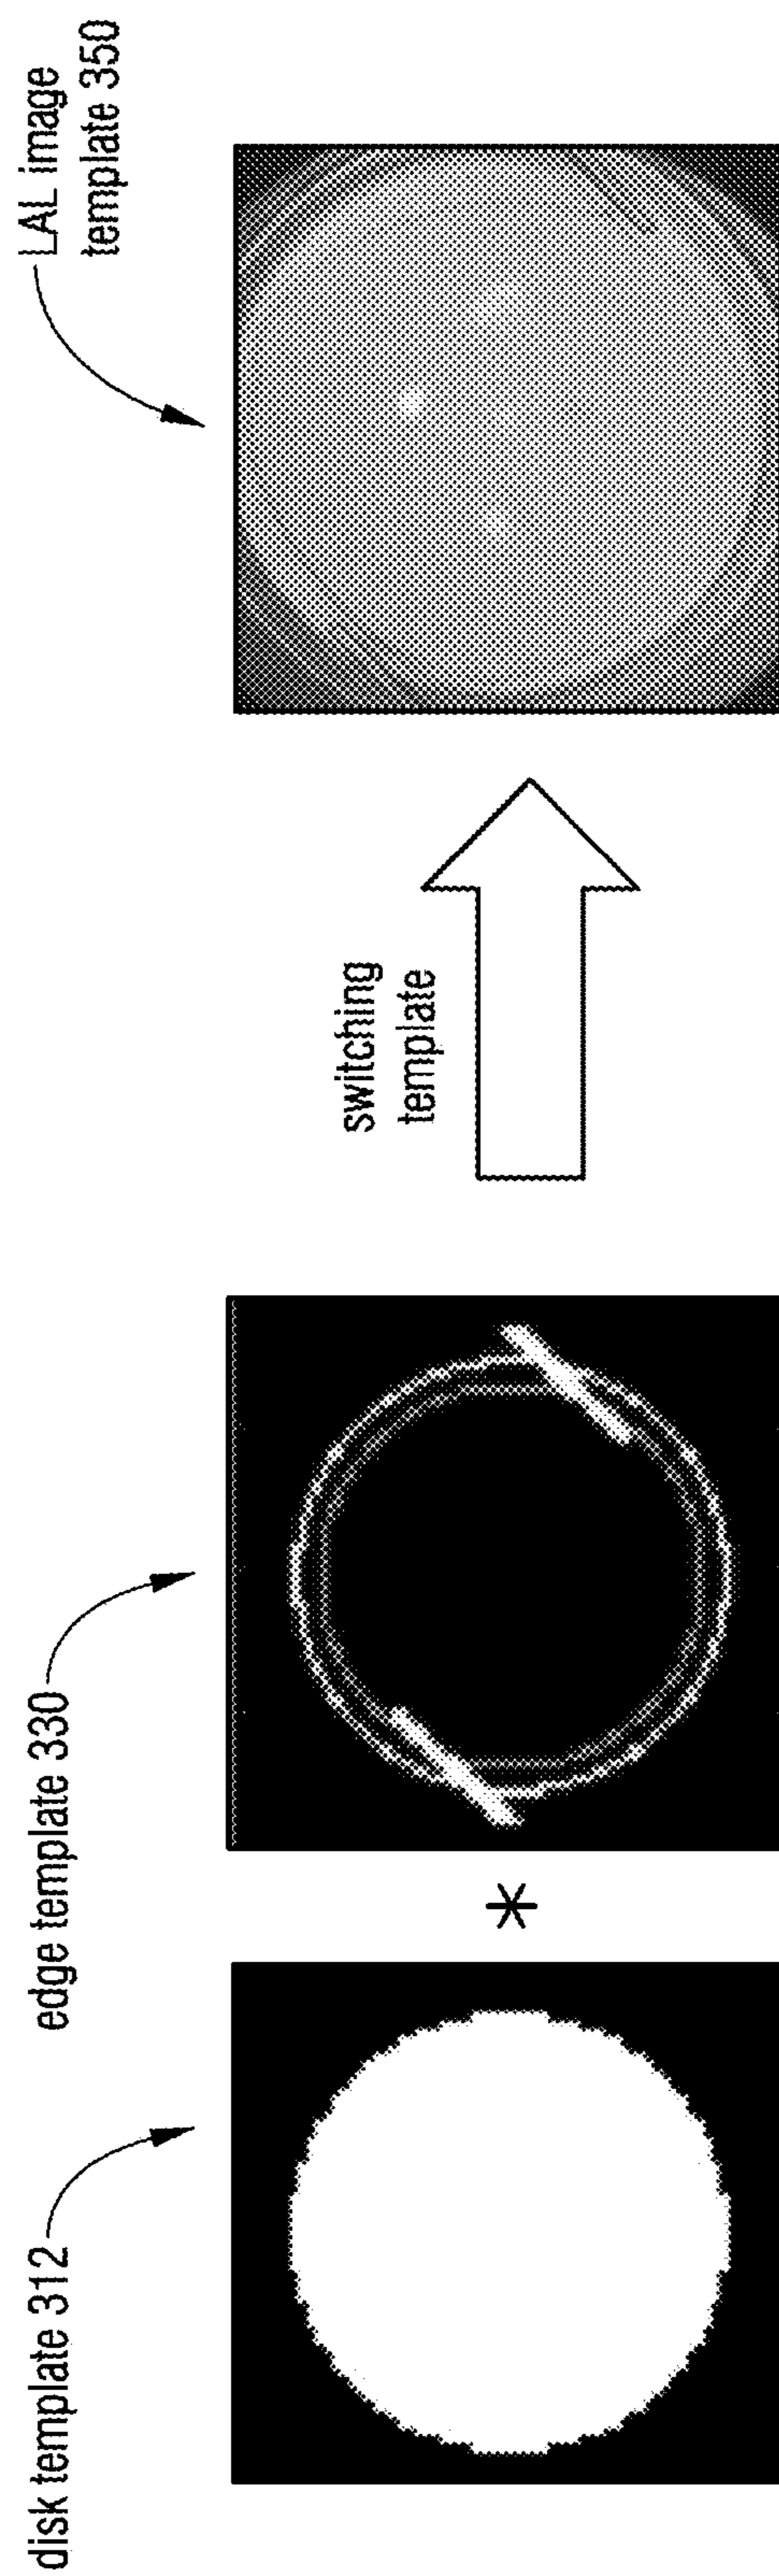 disk template 312
edge template 330
*
switching
template
LAL image
template 350